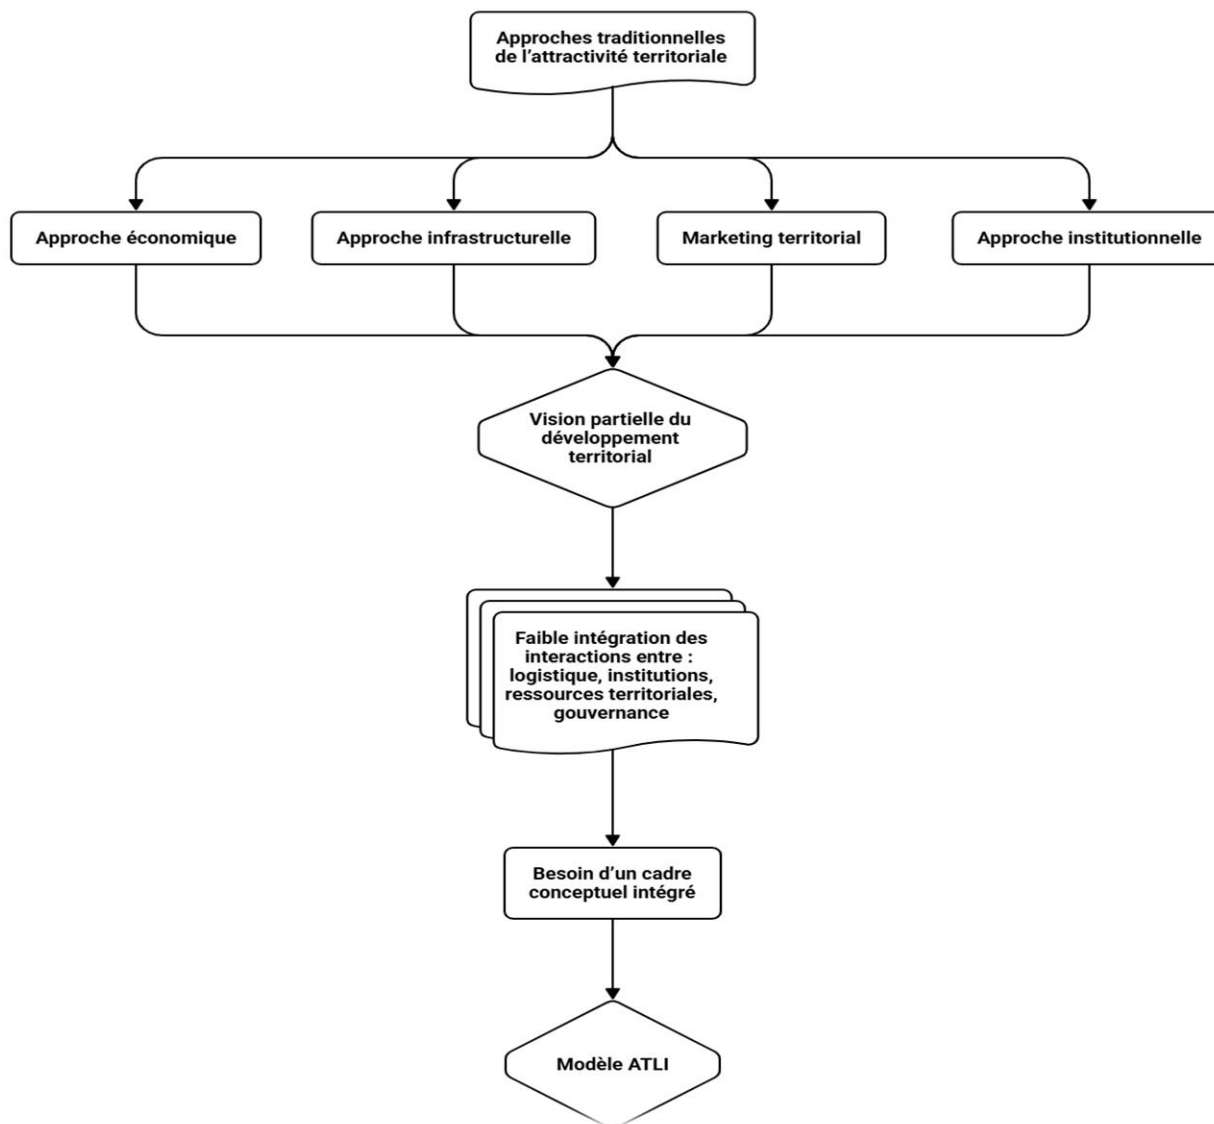 Approches traditionnelles
de l’attractivité territoriale
Approche économique
Approche infrastructurelle
Marketing territorial
Approche institutionnelle
Vision partielle du
développement
territorial
Faible intégration des
interactions entre :
logistique, institutions,
ressources territoriales,
gouvernance
Besoin d’un cadre
conceptuel intégré
Modèle ATLI